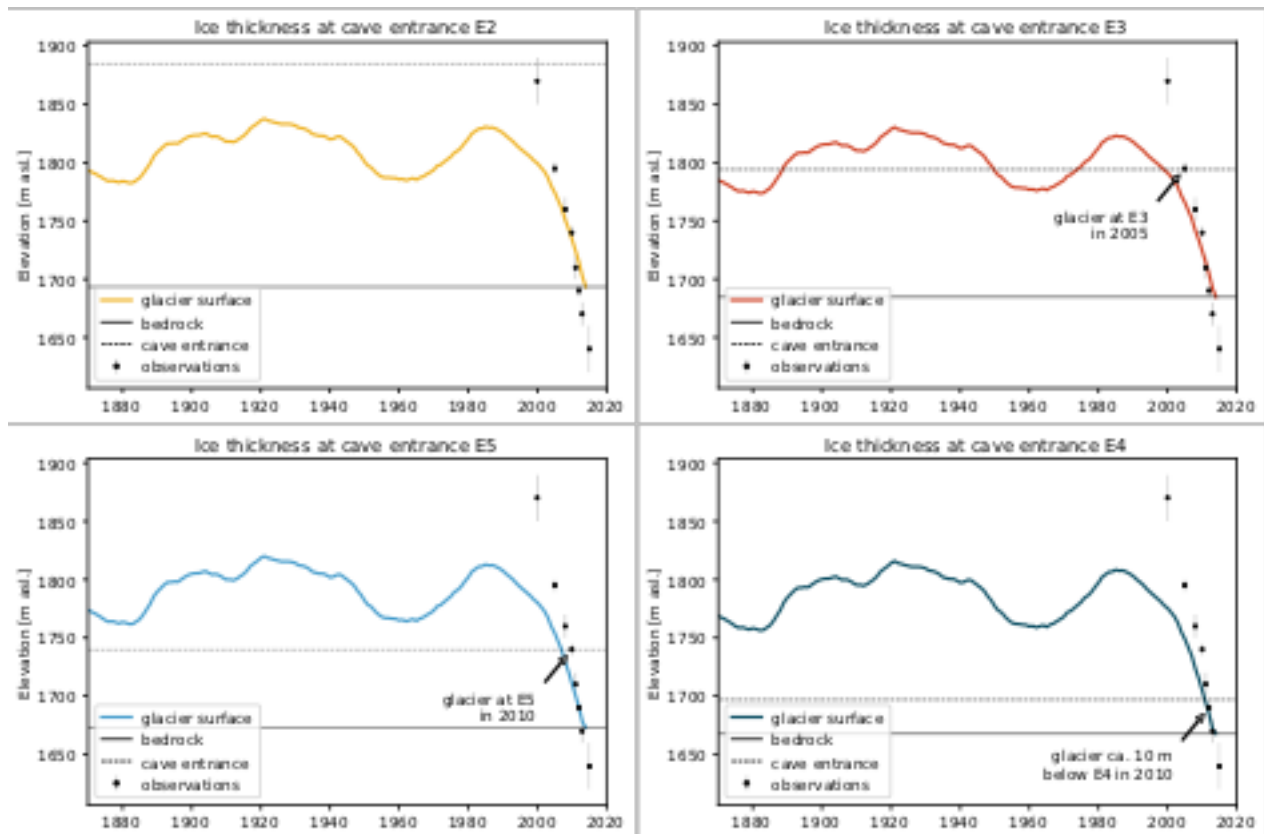 Ice thickness at cave entrance E2
1900
1850
1800
1750
1700
1650
Elevation [m asl.]
glacier surface
bedrock
cave entrance
observations
1880 1900 1920 1940 1960 1980 2000 2020
Ice thickness at cave entrance E3
1900
1850
1800
1750
1700
1650
Elevation [m asl.]
glacier at E3
in 2005
glacier surface
bedrock
cave entrance
observations
1880 1900 1920 1940 1960 1980 2000 2020
Ice thickness at cave entrance E5
1900
1850
1800
1750
1700
1650
Elevation [m asl.]
glacier at E5
in 2010
glacier surface
bedrock
cave entrance
observations
1880 1900 1920 1940 1960 1980 2000 2020
Ice thickness at cave entrance E4
1900
1850
1800
1750
1700
1650
Elevation [m asl.]
glacier ca. 10 m
below E4 in 2010
glacier surface
bedrock
cave entrance
observations
1880 1900 1920 1940 1960 1980 2000 2020